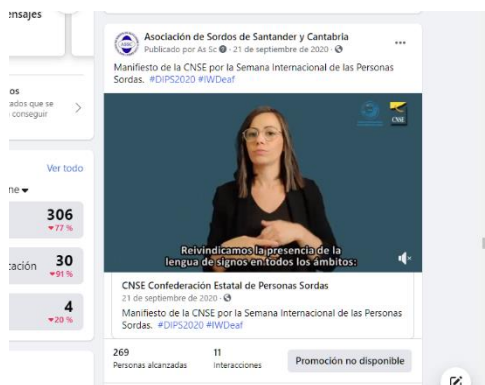 ensajes
os
ados que se
conseguir
Ver todo
ne
306
77 %
cación 30
91 %
4
20 %
Asociación de Sordos de Santander y Cantabria
Publicado por As Sc · 21 de septiembre de 2020 ·
Manifiesto de la CNSE por la Semana Internacional de las Personas
Sordas. #DIPS2020 #IWDeaf
CNSE
Reivindicamos la presencia de la
lengua de signos en todos los ámbitos:
CNSE Confederación Estatal de Personas Sordas
21 de septiembre de 2020 ·
Manifiesto de la CNSE por la Semana Internacional de las Personas
Sordas. #DIPS2020 #IWDeaf
269
Personas alcanzadas
11
Interacciones
Promoción no disponible